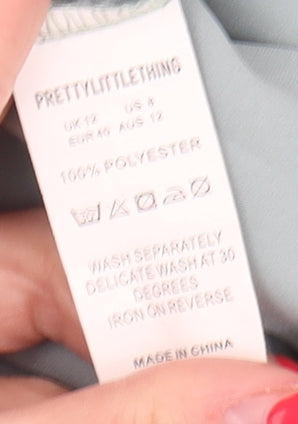 PRETTYLITTLETHING
UK 12 US 8
EUR 40 AUS 12
100% POLYESTER
WASH SEPARATELY
DELICATE WASH AT 30
DEGREES
IRON ON REVERSE
MADE IN CHINA